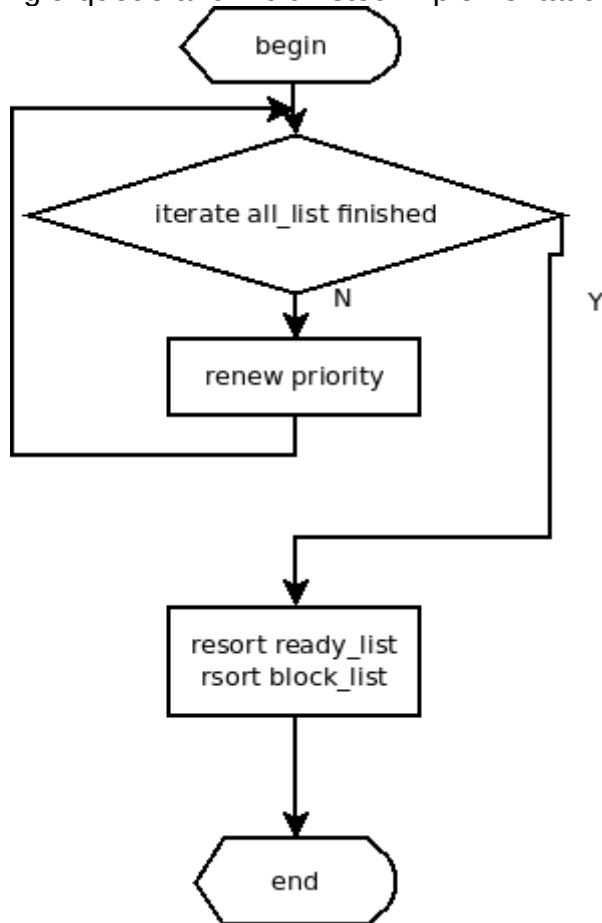 begin
iterate all_list finished
N
Y
renew priority
resort ready_list
rsort block_list
end